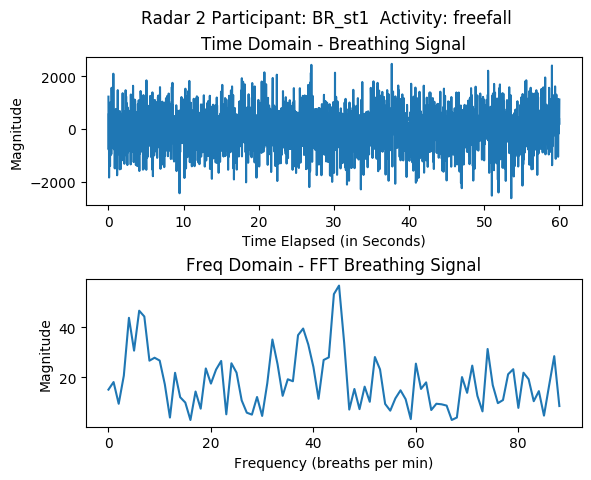 Radar 2 Participant: BR_st1  Activity: freefall
Time Domain - Breathing Signal
2000
0
−2000
Magnitude
0 10 20 30 40 50 60
Time Elapsed (in Seconds)
Freq Domain - FFT Breathing Signal
40
20
Magnitude
0 20 40 60 80
Frequency (breaths per min)